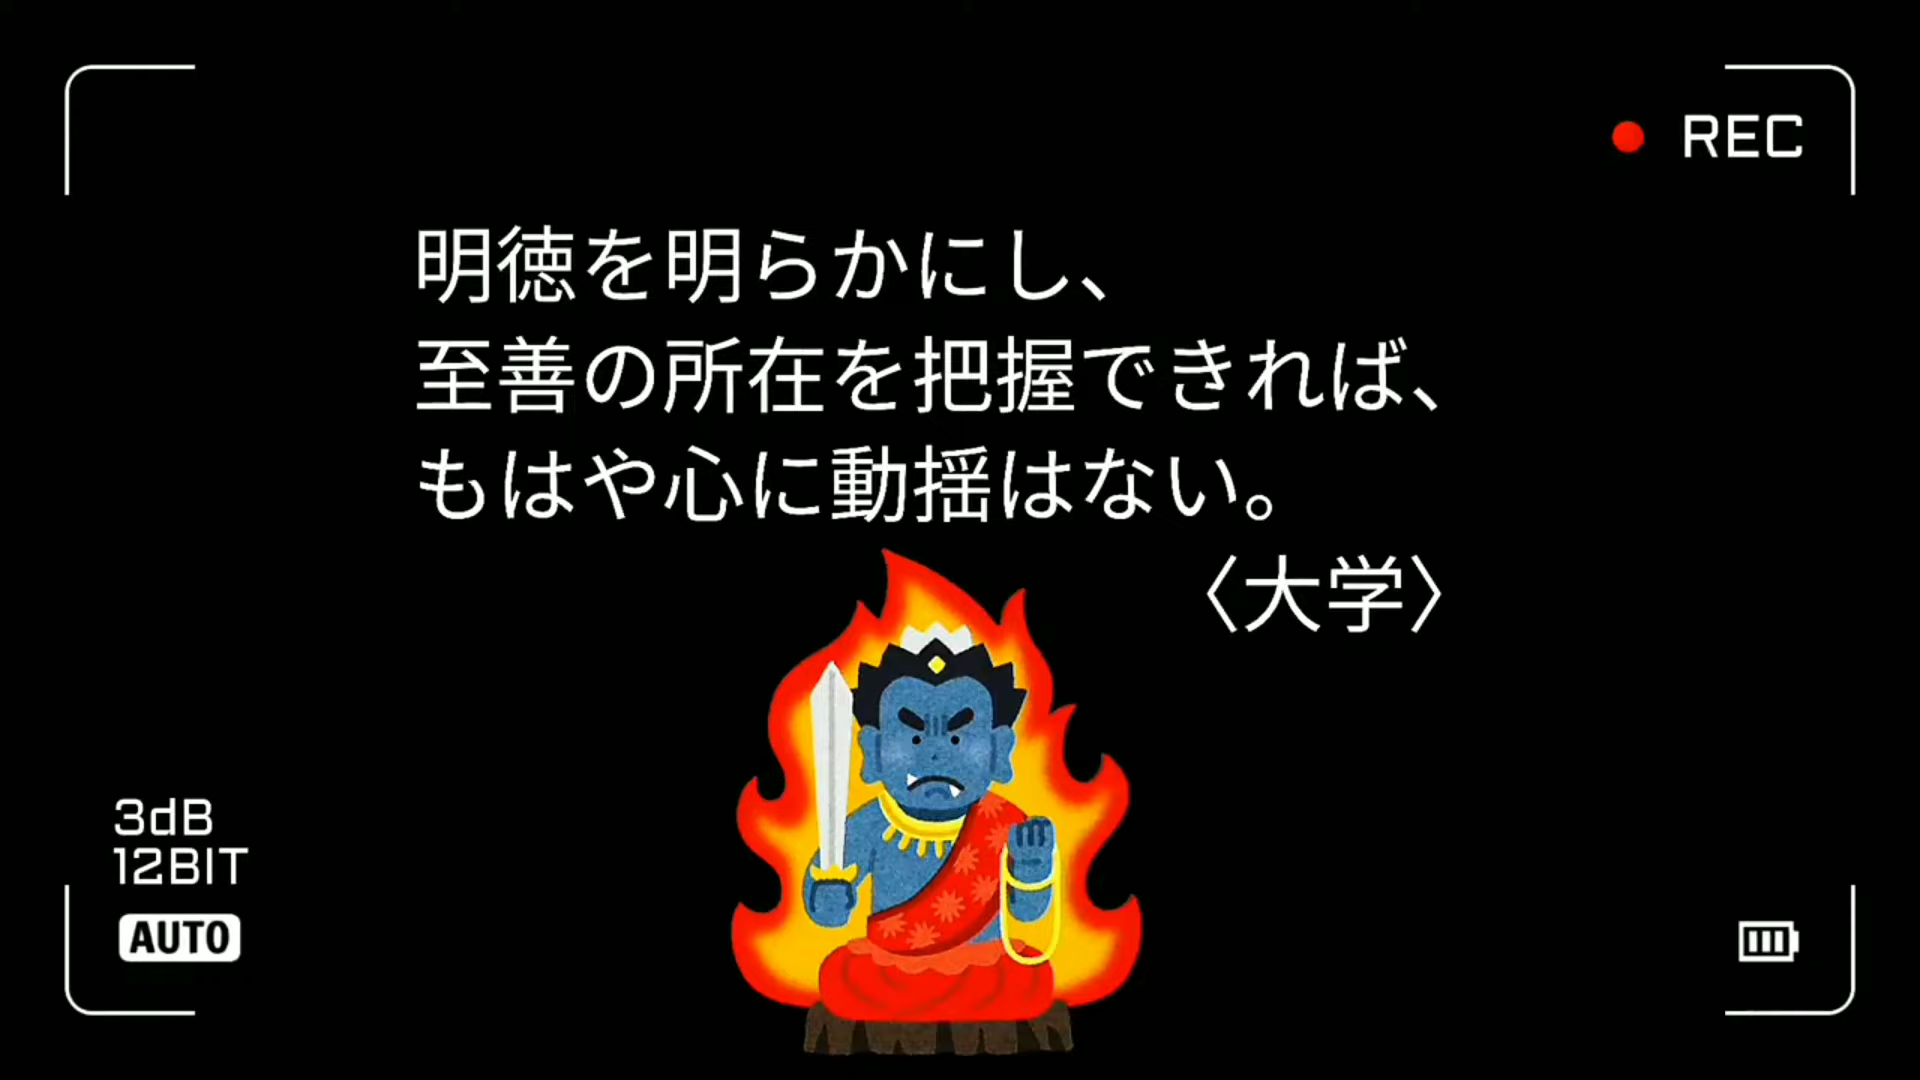 REC
明徳を明らかにし、
至善の所在を把握できれば、
もはや心に動揺はない。
〈大学〉
3dB
12BIT
AUTO